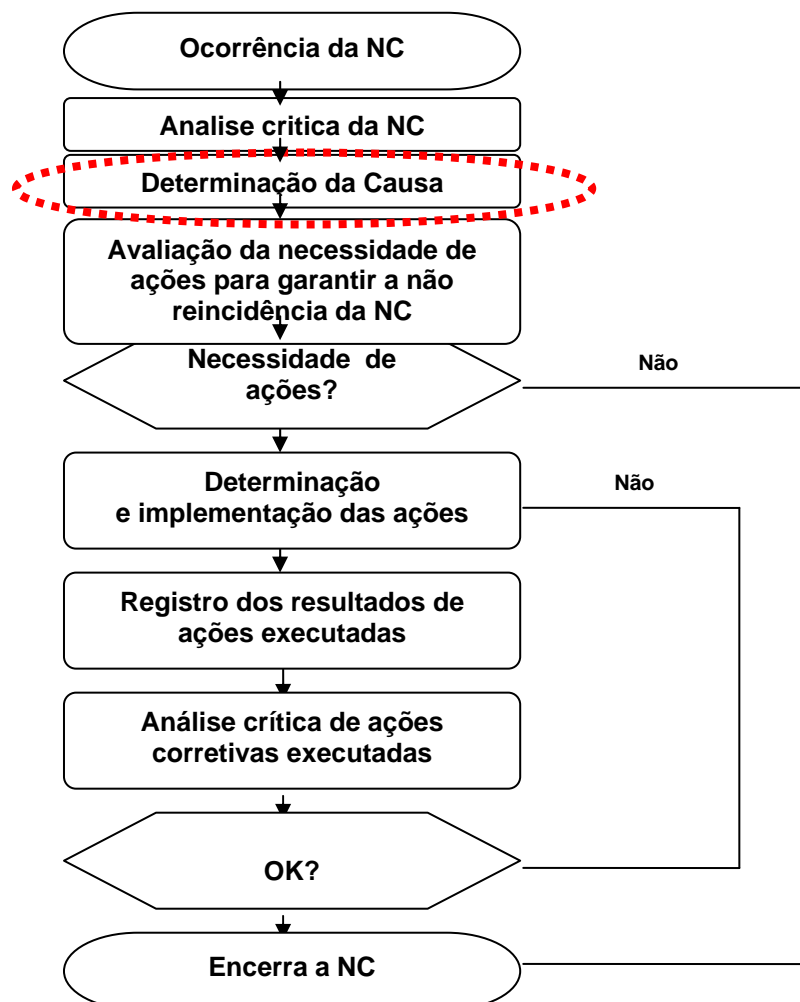 Ocorrência da NC
Analise critica da NC
Determinação da Causa
Avaliação da necessidade de
ações para garantir a não
reincidência da NC
Necessidade de
ações?
Não
Determinação
e implementação das ações
Não
Registro dos resultados de
ações executadas
Análise crítica de ações
corretivas executadas
OK?
Encerra a NC